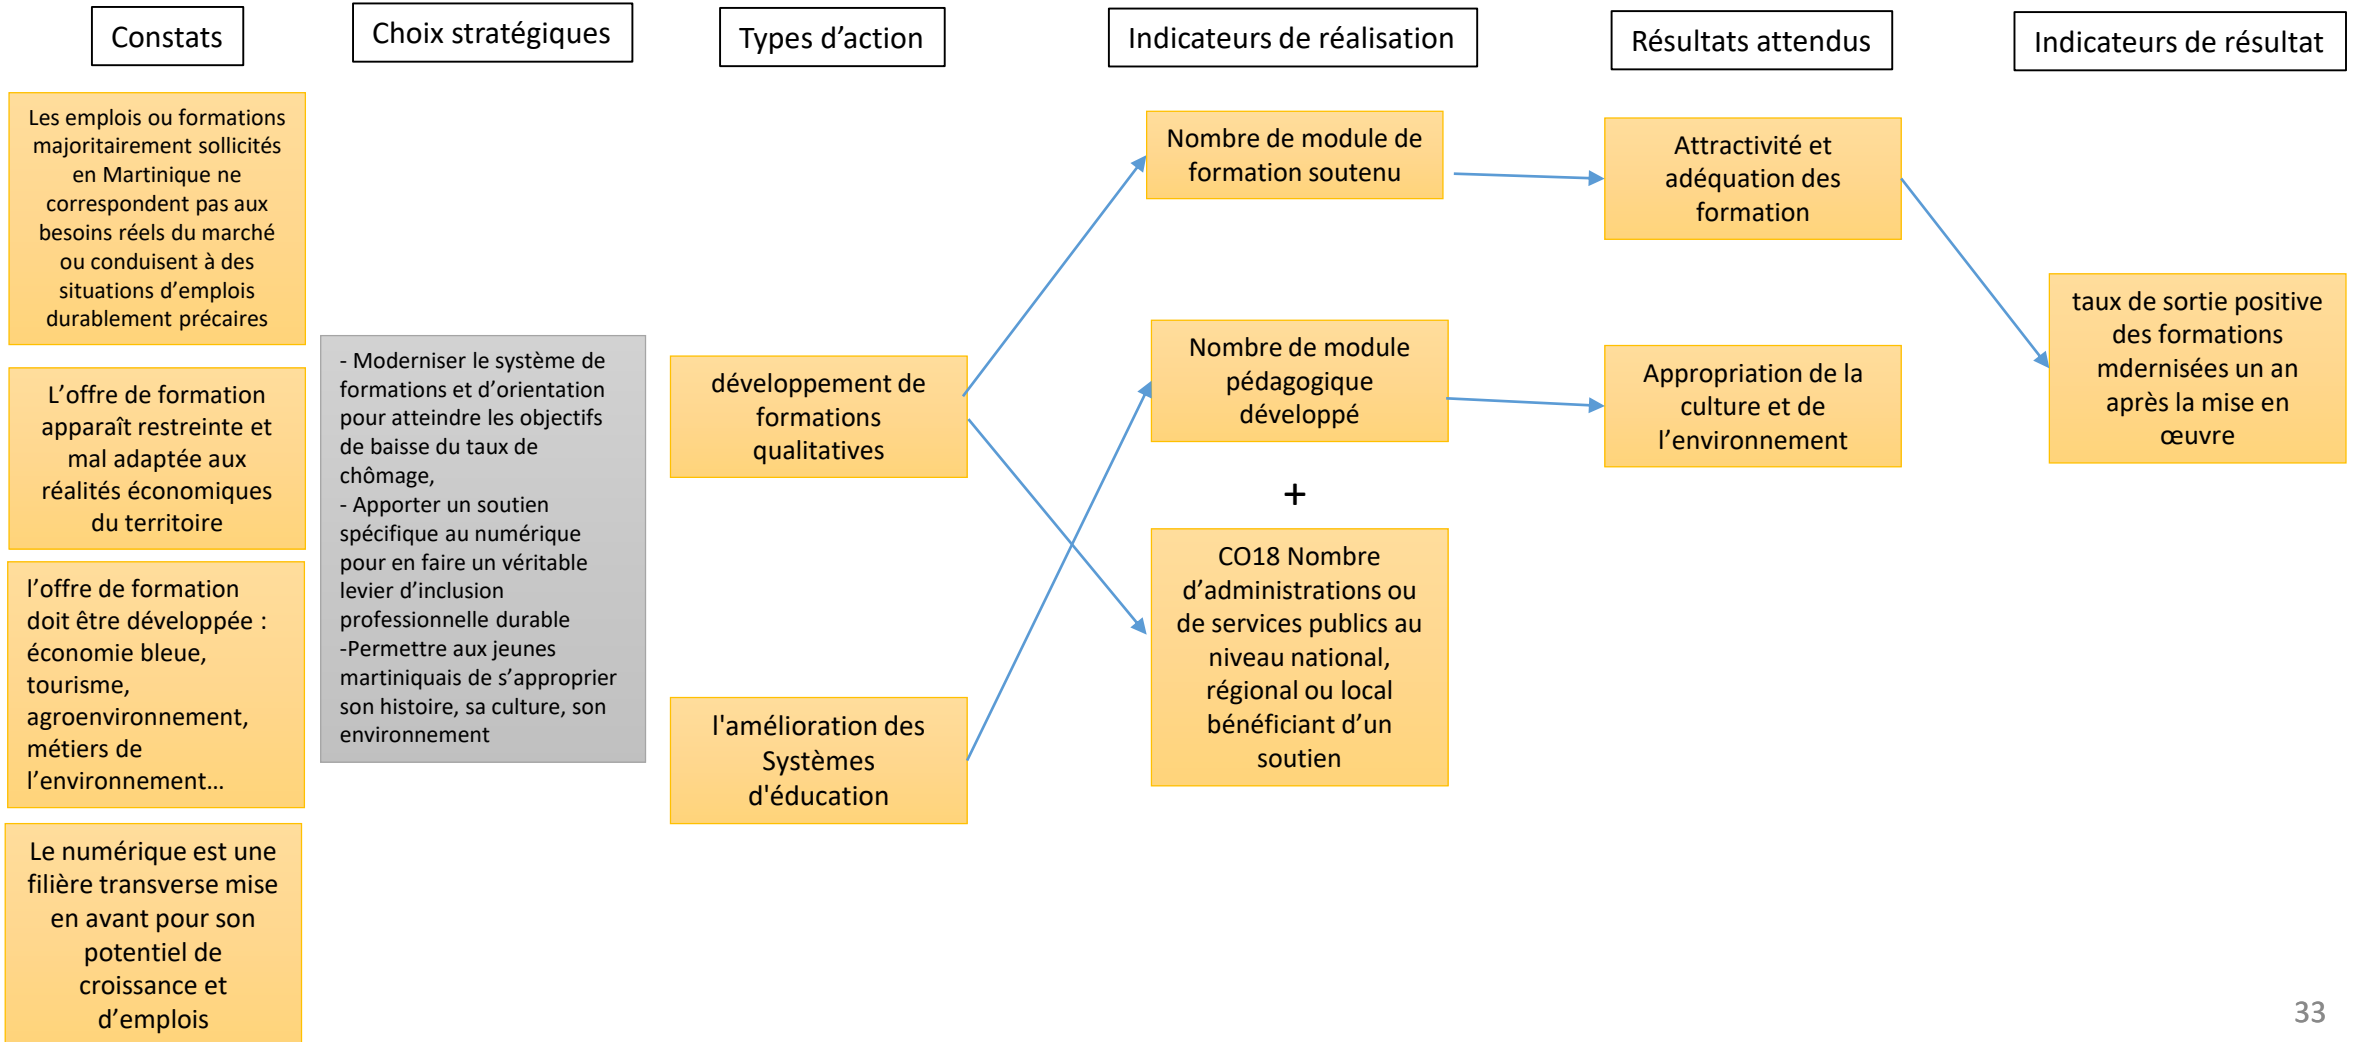 Constats
Choix stratégiques
Types d’action
Indicateurs de réalisation
Résultats attendus
Indicateurs de résultat
Les emplois ou formations
majoritairement sollicités
en Martinique ne
correspondent pas aux
besoins réels du marché
ou conduisent à des
situations d’emplois
durablement précaires
L’offre de formation
apparaît restreinte et
mal adaptée aux
réalités économiques
du territoire
l’offre de formation
doit être développée :
économie bleue,
tourisme,
agroenvironnement,
métiers de
l’environnement…
Le numérique est une
filière transverse mise
en avant pour son
potentiel de
croissance et
d’emplois
- Moderniser le système de
formations et d’orientation
pour atteindre les objectifs
de baisse du taux de
chômage,
- Apporter un soutien
spécifique au numérique
pour en faire un véritable
levier d’inclusion
professionnelle durable
-Permettre aux jeunes
martiniquais de s’approprier
son histoire, sa culture, son
environnement
développement de
formations
qualitatives
l'amélioration des
Systèmes
d'éducation
Nombre de module de
formation soutenu
Nombre de module
pédagogique
développé
+
CO18 Nombre
d’administrations ou
de services publics au
niveau national,
régional ou local
bénéficiant d’un
soutien
Attractivité et
adéquation des
formation
Appropriation de la
culture et de
l’environnement
taux de sortie positive
des formations
mdernisées un an
après la mise en
œuvre
33